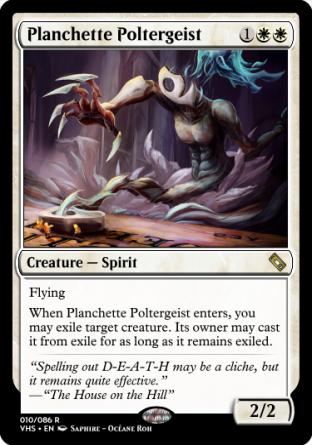 Planchette Poltergeist 1
Creature — Spirit
Flying
When Planchette Poltergeist enters, you
may exile target creature. Its owner may cast
it from exile for as long as it remains exiled.
“Spelling out D-E-A-T-H may be a cliche, but
it remains quite effective.”
—“The House on the Hill”
2/2
010/086 R
VHS • EN Saphire – Océane Roh